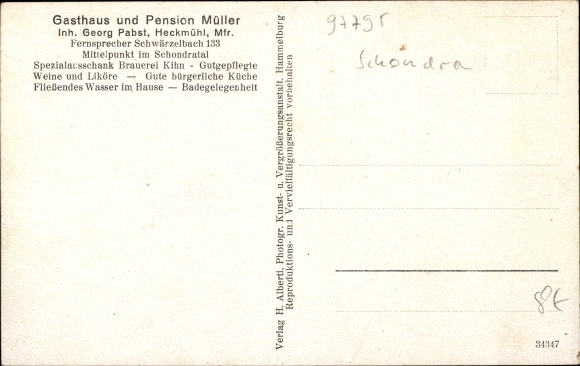 Gasthaus und Pension Müller
Inh. Georg Pabst, Heckmühl, Mfr.
Fernsprecher Schwärzelbach 133
Mittelpunkt im Schondratal
Spezialausschank Brauerei Kihn - Gutgepflegte
Weine und Liköre — Gute bürgerliche Küche
Fließendes Wasser im Hause — Badegelegenheit
Verlag H. Alberti, Photogr. Kunst- u. Vergrößerungsanstalt, Hammelburg
Reproduktions- und Vervielfältigungsrecht vorbehalten
97795
Schondra
8€
34347